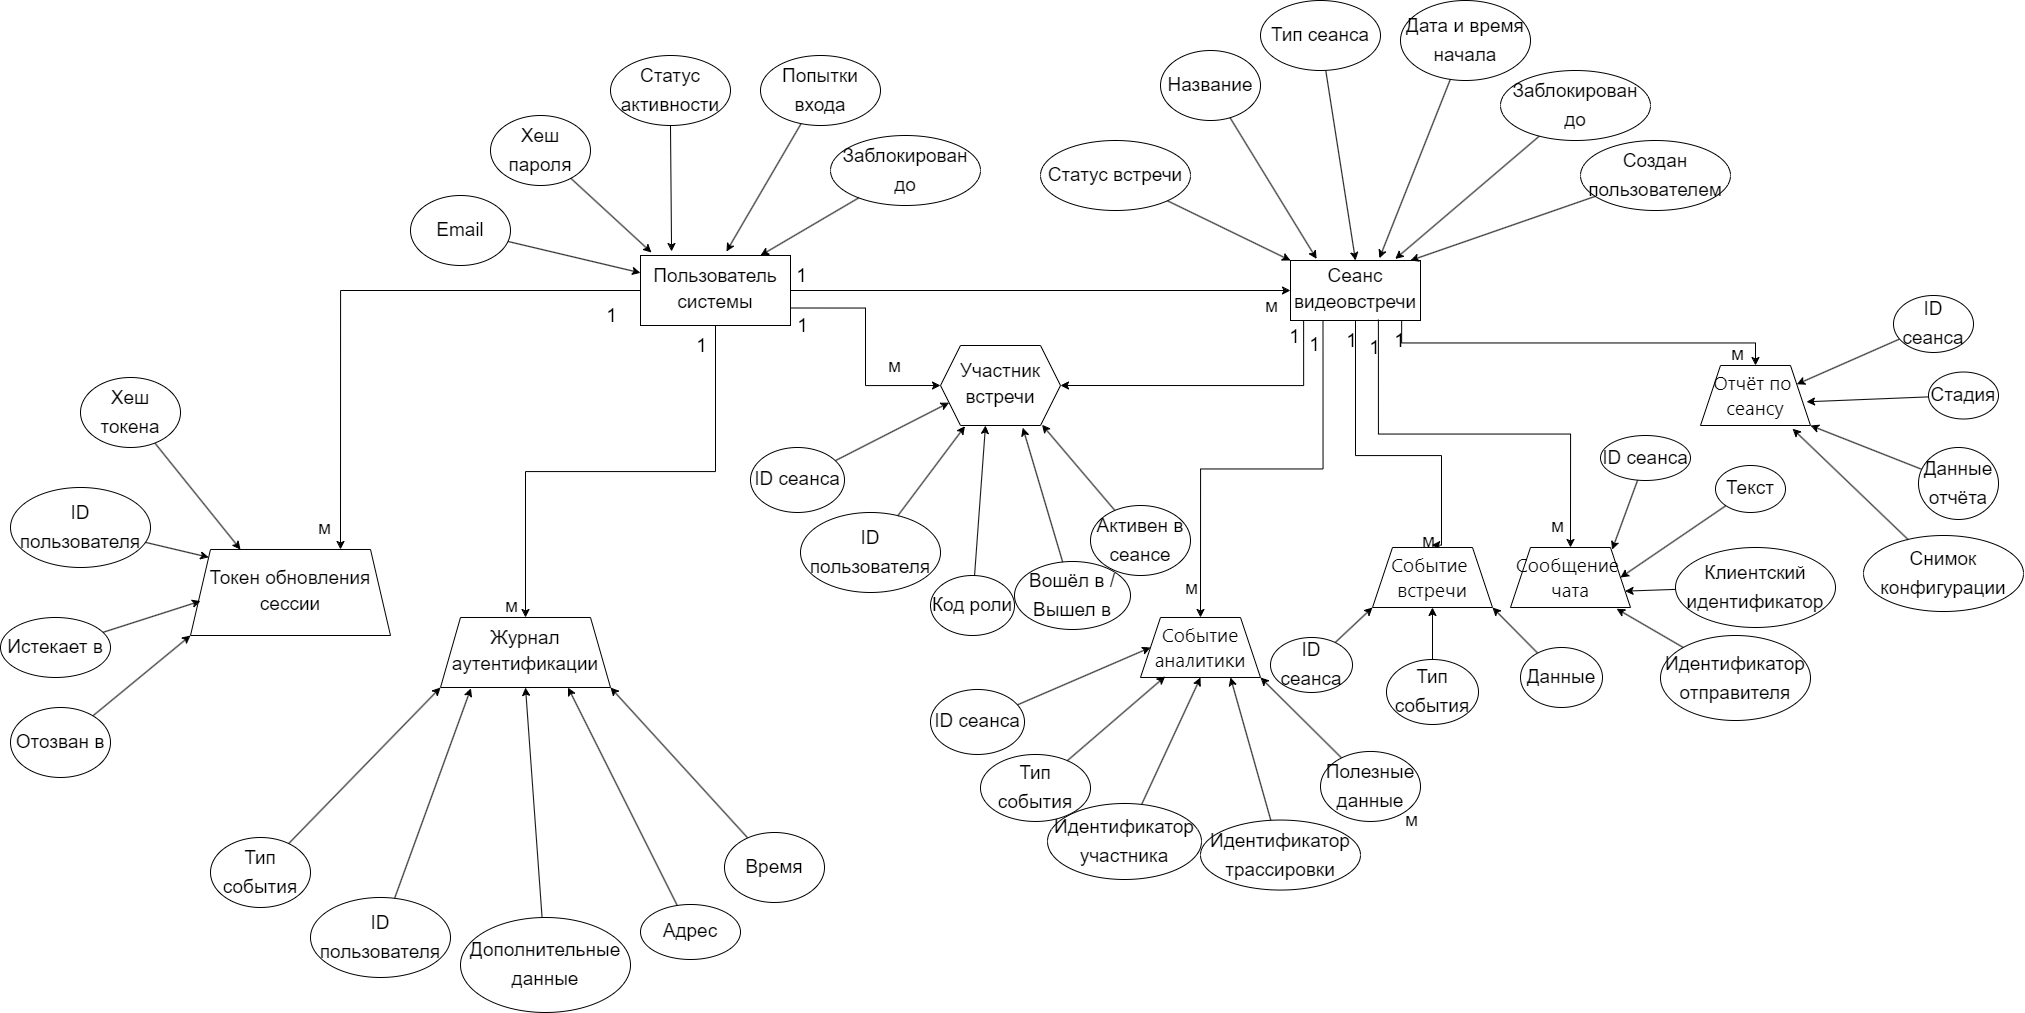 Тип сеанса
Дата и время
начала
Название
Заблокирован
до
Статус
активности
Попытки
входа
Хеш
пароля
Заблокирован
до
Статус встречи
Создан
пользователем
Email
Пользователь
системы
1
1
1
1
м
Сеанс
видеовстречи
1
1
1
1
1
м
Участник
встречи
м
Отчёт по
сеансу
ID
сеанса
Стадия
Данные
отчёта
Снимок
конфигурации
Хеш
токена
ID
пользователя
м
Токен обновления
сессии
Истекает в
Отозван в
м
Журнал
аутентификации
Тип
события
ID
пользователя
Дополнительные
данные
Адрес
Время
ID сеанса
ID
пользователя
Код роли
Вошёл в /
Вышел в
Активен в
сеансе
м
Событие
аналитики
ID сеанса
Тип
события
Идентификатор
участника
Идентификатор
трассировки
Полезные
данные
м
м
Событие
встречи
ID
сеанса
Тип
события
Данные
м
Сообщение
чата
ID сеанса
Текст
Клиентский
идентификатор
Идентификатор
отправителя